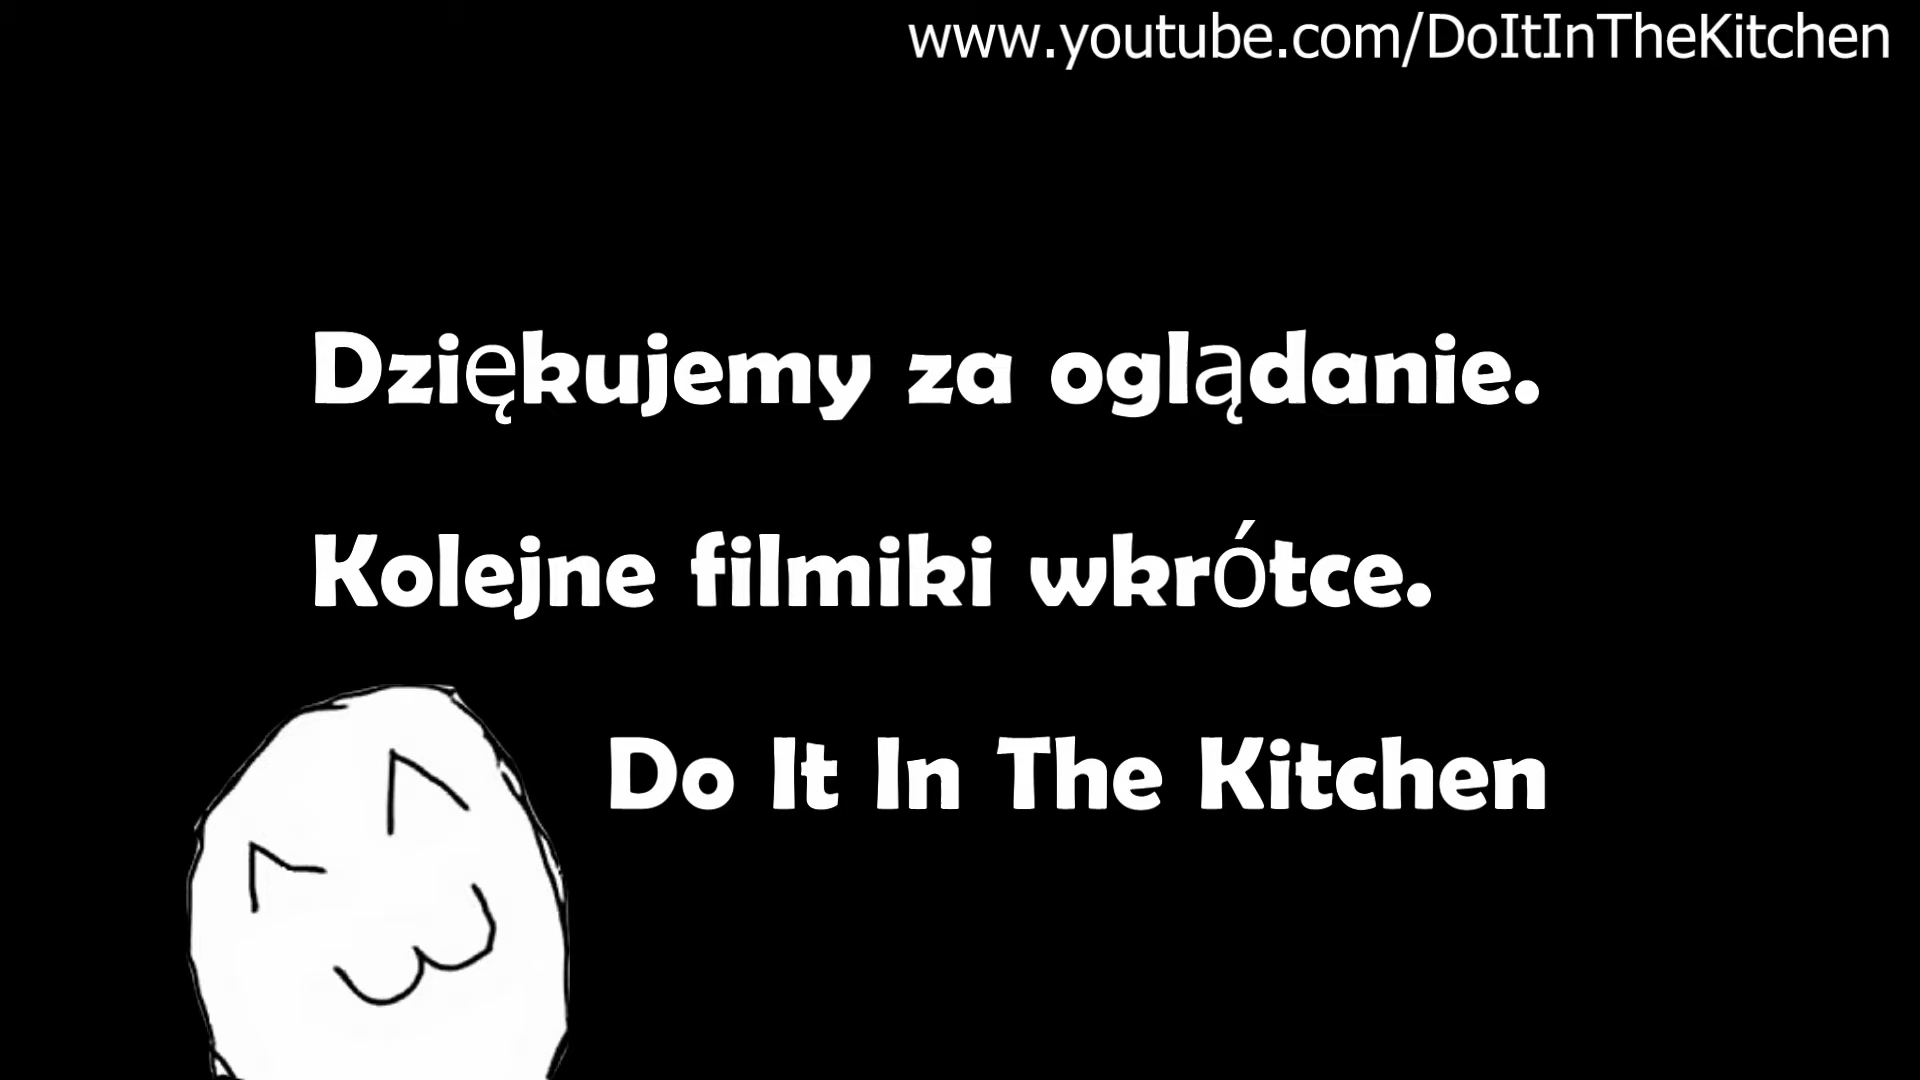 www.youtube.com/DoItInTheKitchen
Dziękujemy za oglądanie.
Kolejne filmiki wkrótce.
Do It In The Kitchen